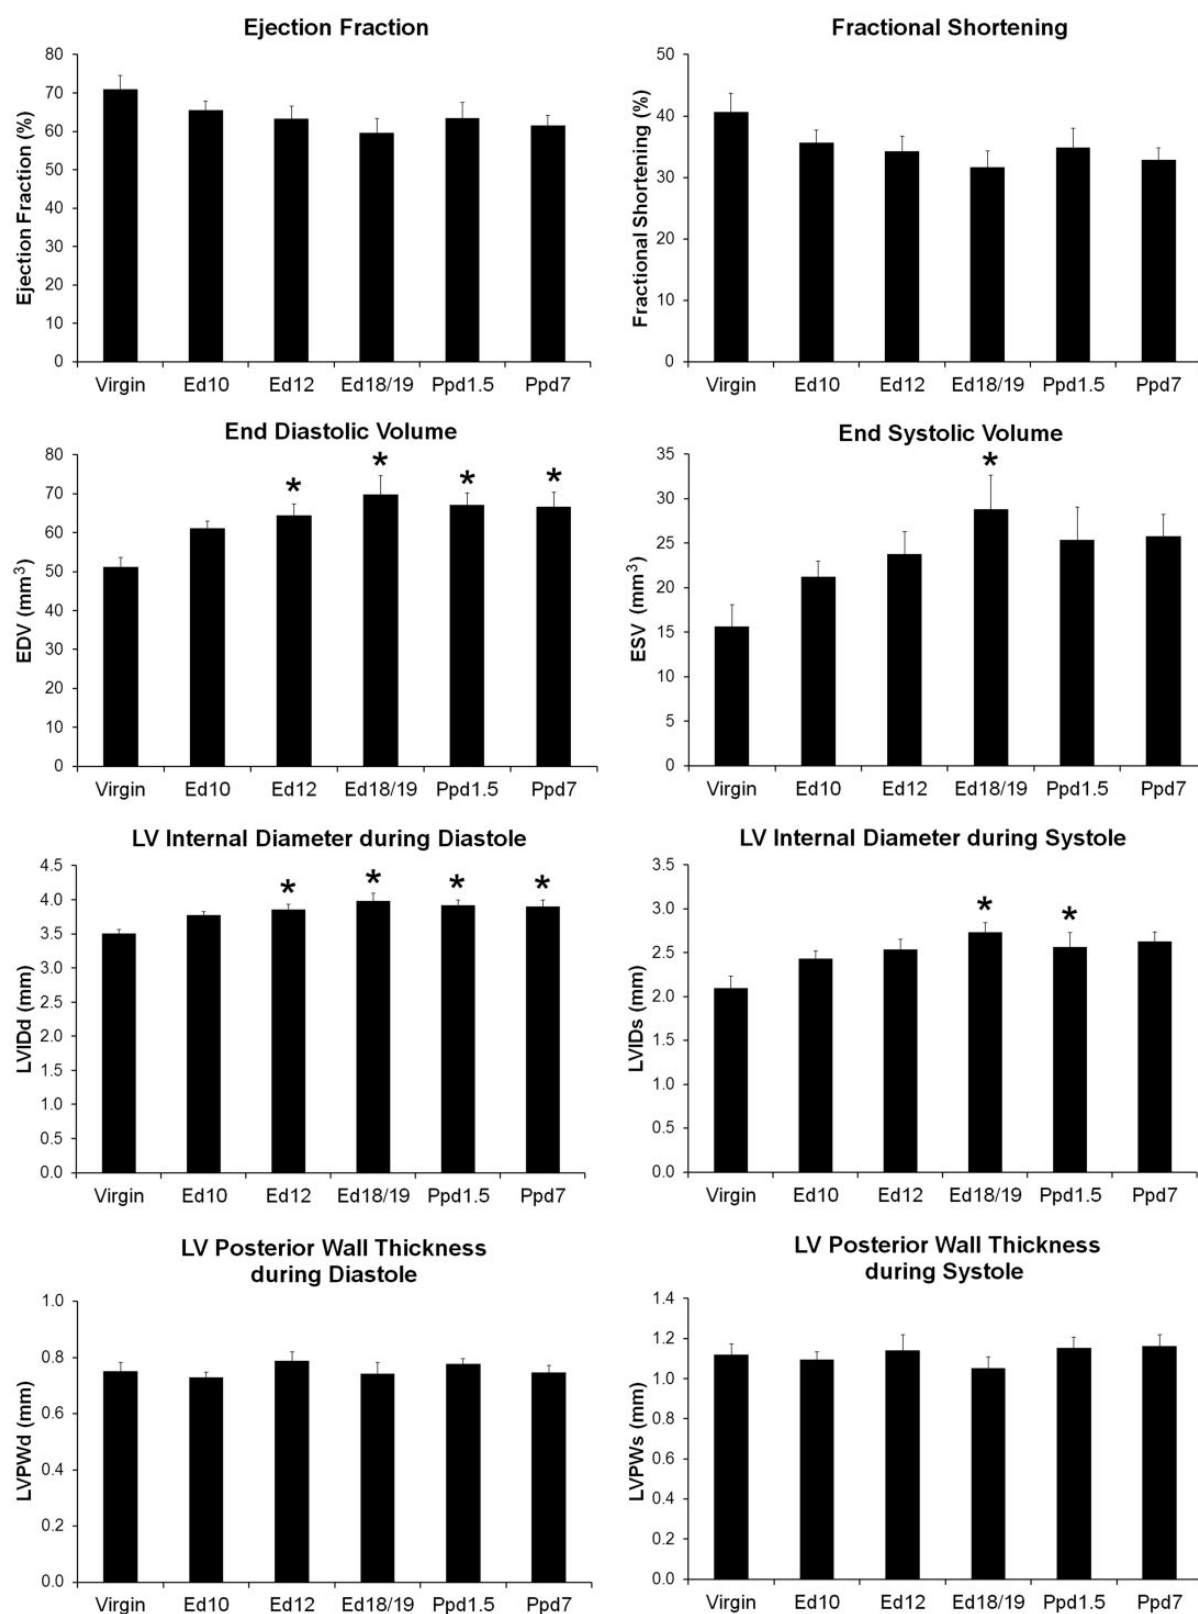 Ejection Fraction
Ejection Fraction (%)
80
70
60
50
40
30
20
10
0
Virgin Ed10 Ed12 Ed18/19 Ppd1.5 Ppd7
Fractional Shortening
Fractional Shortening (%)
50
40
30
20
10
0
Virgin Ed10 Ed12 Ed18/19 Ppd1.5 Ppd7
End Diastolic Volume
EDV (mm³)
80
70
60
50
40
30
20
10
0
* * * *
Virgin Ed10 Ed12 Ed18/19 Ppd1.5 Ppd7
End Systolic Volume
ESV (mm³)
35
30
25
20
15
10
5
0
*
Virgin Ed10 Ed12 Ed18/19 Ppd1.5 Ppd7
LV Internal Diameter during Diastole
LVIDd (mm)
4.5
4.0
3.5
3.0
2.5
2.0
1.5
1.0
0.5
0.0
* * * *
Virgin Ed10 Ed12 Ed18/19 Ppd1.5 Ppd7
LV Internal Diameter during Systole
LVIDs (mm)
3.5
3.0
2.5
2.0
1.5
1.0
0.5
0.0
* *
Virgin Ed10 Ed12 Ed18/19 Ppd1.5 Ppd7
LV Posterior Wall Thickness
during Diastole
LVPWd (mm)
1.0
0.8
0.6
0.4
0.2
0.0
Virgin Ed10 Ed12 Ed18/19 Ppd1.5 Ppd7
LV Posterior Wall Thickness
during Systole
LVPWs (mm)
1.4
1.2
1.0
0.8
0.6
0.4
0.2
0.0
Virgin Ed10 Ed12 Ed18/19 Ppd1.5 Ppd7